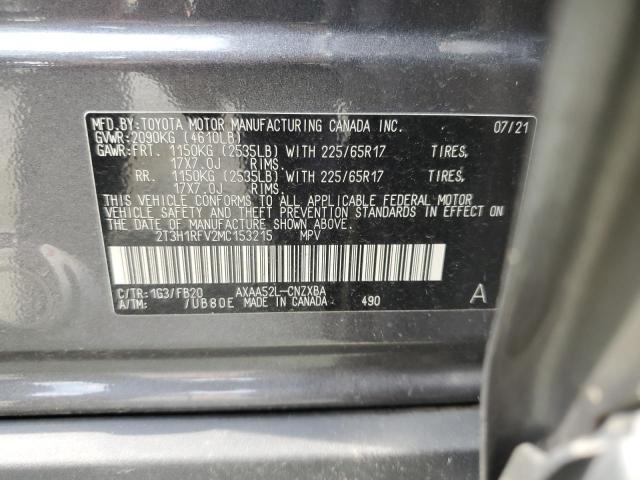 MFD.BY:TOYOTA MOTOR MANUFACTURING CANADA INC. 07/21
GVWR:2090KG (4610LB)
GAWR:FRT. 1150KG (2535LB) WITH 225/65R17 TIRES,
17X7.0J RIMS.
RR. 1150KG (2535LB) WITH 225/65R17 TIRES,
17X7.0J RIMS.
THIS VEHICLE CONFORMS TO ALL APPLICABLE FEDERAL MOTOR
VEHICLE SAFETY AND THEFT PREVENTION STANDARDS IN EFFECT ON
THE DATE OF MANUFACTURE SHOWN ABOVE.
2T3H1RFV2MC153215 MPV
C/TR:1G3/FB20 AXAA52L-CNZXBA A
A/TM: /UB80E MADE IN CANADA 490